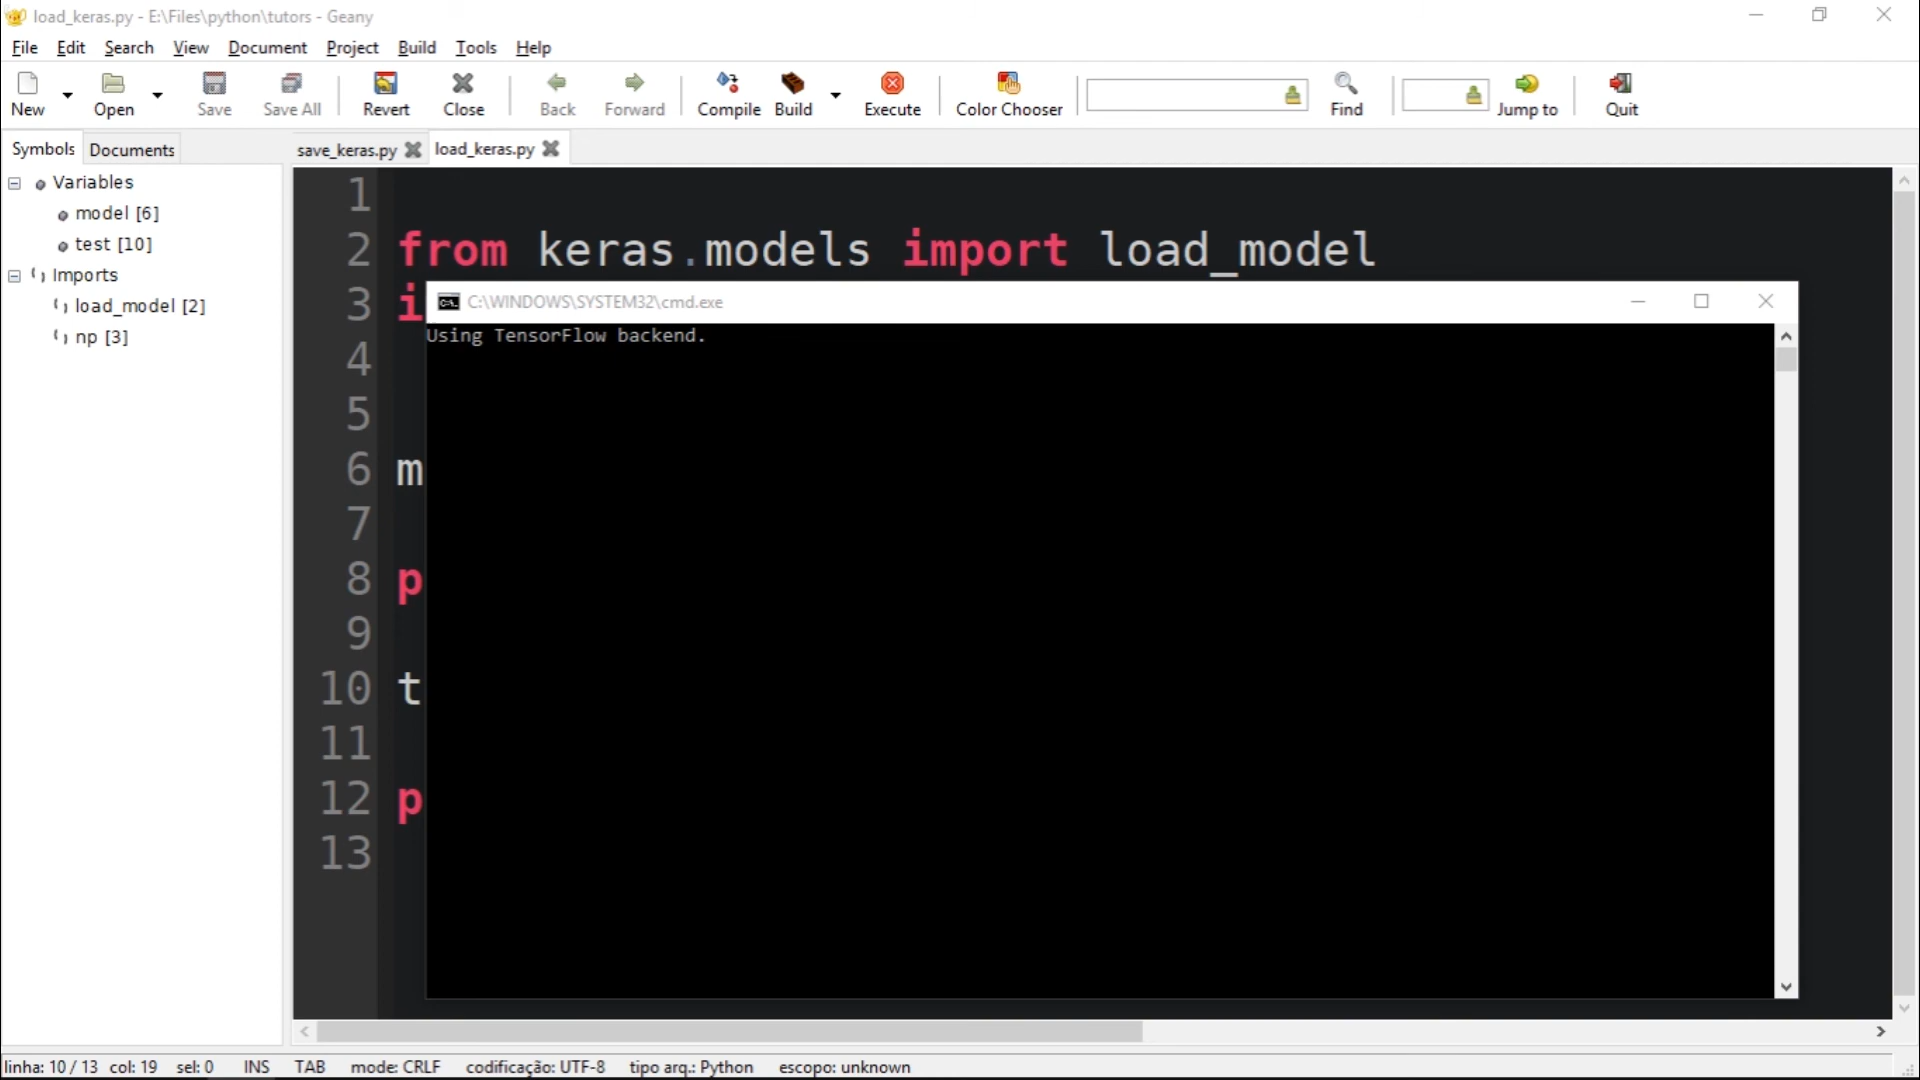 load_keras.py - E:\Files\python\tutors - Geany
File Edit Search View Document Project Build Tools Help
New Open Save Save All Revert Close Back Forward Compile Build Execute Color Chooser Find Jump to Quit
Symbols Documents save_keras.py load_keras.py
Variables
model [6]
test [10]
Imports
load_model [2]
np [3]
1
2 from keras.models import load_model
3 i
4
5
6 m
7
8 p
9
10 t
11
12 p
13
C:\WINDOWS\SYSTEM32\cmd.exe
Using TensorFlow backend.
linha: 10 / 13 col: 19 sel: 0 INS TAB mode: CRLF codificação: UTF-8 tipo arq.: Python escopo: unknown